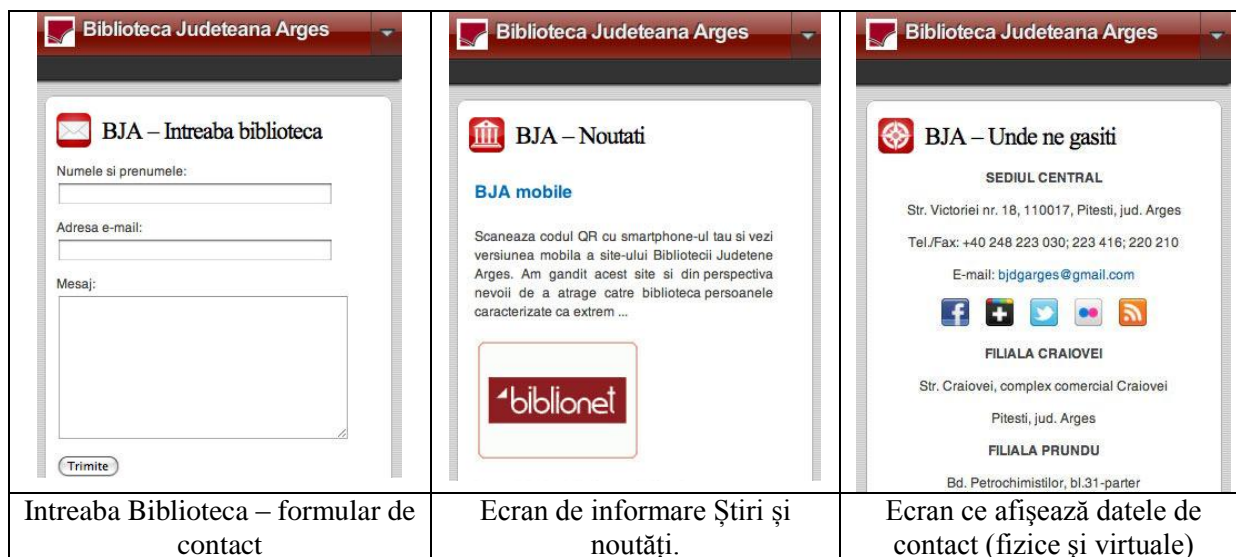 Biblioteca Judeteana Arges
BJA – Intreaba biblioteca
Numele si prenumele:
Adresa e-mail:
Mesaj:
Trimite
Biblioteca Judeteana Arges
BJA – Noutati
BJA mobile
Scaneaza codul QR cu smartphone-ul tau si vezi
versiunea mobila a site-ului Bibliotecii Judetene
Arges. Am gandit acest site si din perspectiva
nevoii de a atrage catre biblioteca persoanele
caracterizate ca extrem ...
biblionet
Biblioteca Judeteana Arges
BJA – Unde ne gasiti
SEDIUL CENTRAL
Str. Victoriei nr. 18, 110017, Pitesti, jud. Arges
Tel./Fax: +40 248 223 030; 223 416; 220 210
E-mail: bjdgarges@gmail.com
FILIALA CRAIOVEI
Str. Craiovei, complex comercial Craiovei
Pitesti, jud. Arges
FILIALA PRUNDU
Bd. Petrochimistilor, bl.31-parter
Intreaba Biblioteca – formular de
contact
Ecran de informare Știri și
noutăți.
Ecran ce afişează datele de
contact (fizice şi virtuale)